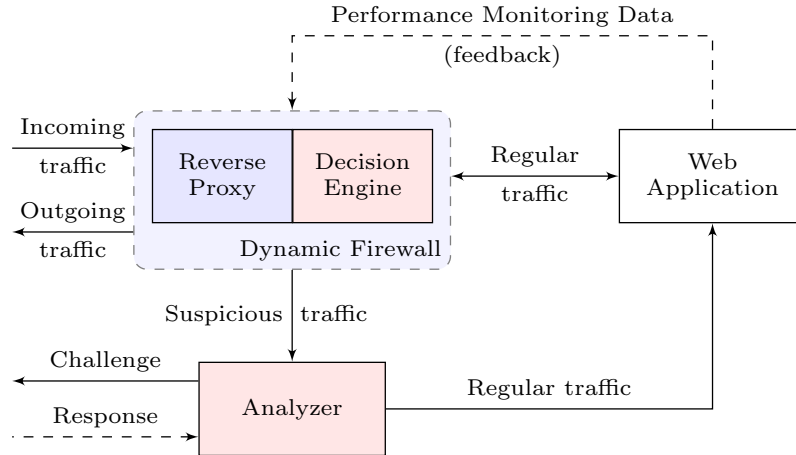 Performance Monitoring Data
(feedback)
Incoming
traffic
Reverse
Proxy
Decision
Engine
Regular
traffic
Web
Application
Outgoing
traffic
Dynamic Firewall
Suspicious traffic
Challenge
Response
Analyzer
Regular traffic